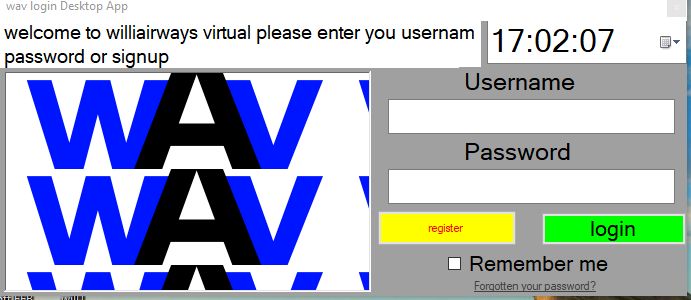 wav login Desktop App
welcome to williairways virtual please enter you usernam
password or signup
17:02:07
Username
Password
WAV
WAV
WAV
register
login
Remember me
Forgotten your password?